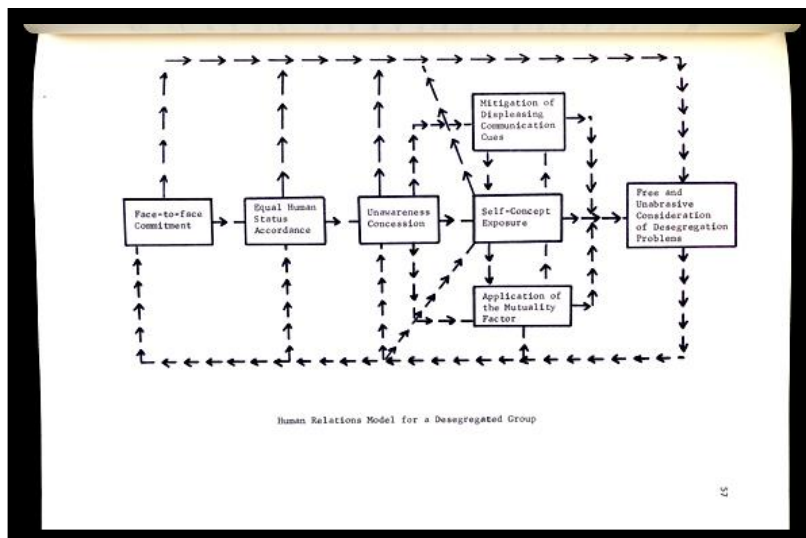 Mitigation of
Displeasing
Communication
Cues
Face-to-face
Commitment
Equal Human
Status
Accordance
Unawareness
Concession
Self-Concept
Exposure
Free and
Unabrasive
Consideration
of Desegregation
Problems
Application of
the Mutuality
Factor
Human Relations Model for a Desegregated Group
57